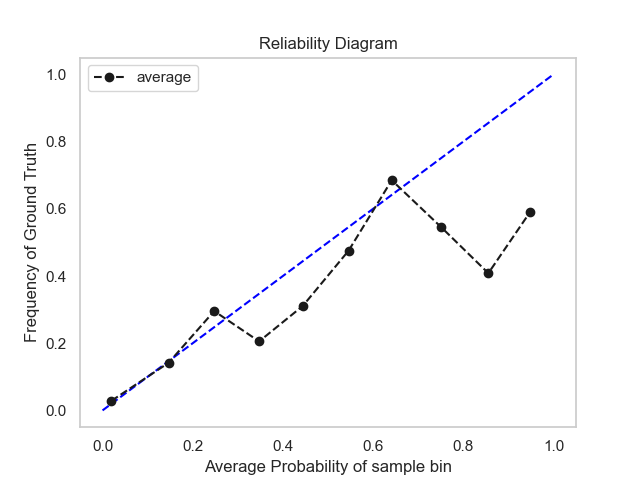 Reliability Diagram
average
1.0
0.8
0.6
0.4
0.2
0.0
Frequency of Ground Truth
0.0 0.2 0.4 0.6 0.8 1.0
Average Probability of sample bin